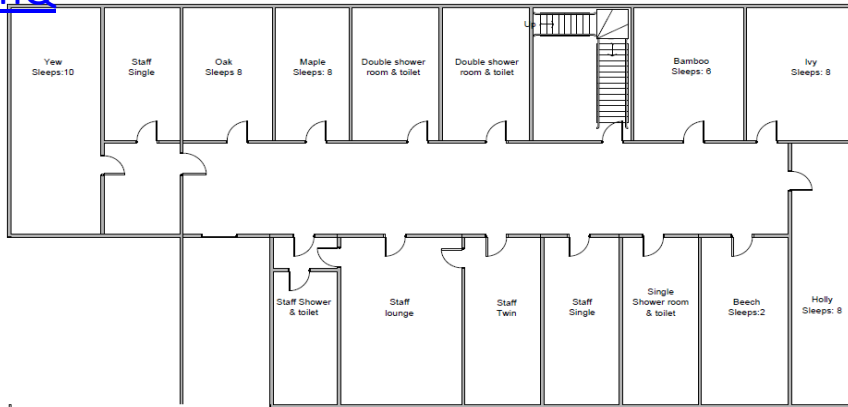 Yew
Sleeps:10
Staff
Single
Oak
Sleeps 8
Maple
Sleeps: 8
Double shower
room & toilet
Double shower
room & toilet
Up
Bamboo
Sleeps: 6
Ivy
Sleeps: 8
Staff Shower
& toilet
Staff
lounge
Staff
Twin
Staff
Single
Single
Shower room
& toilet
Beech
Sleeps:2
Holly
Sleeps: 8